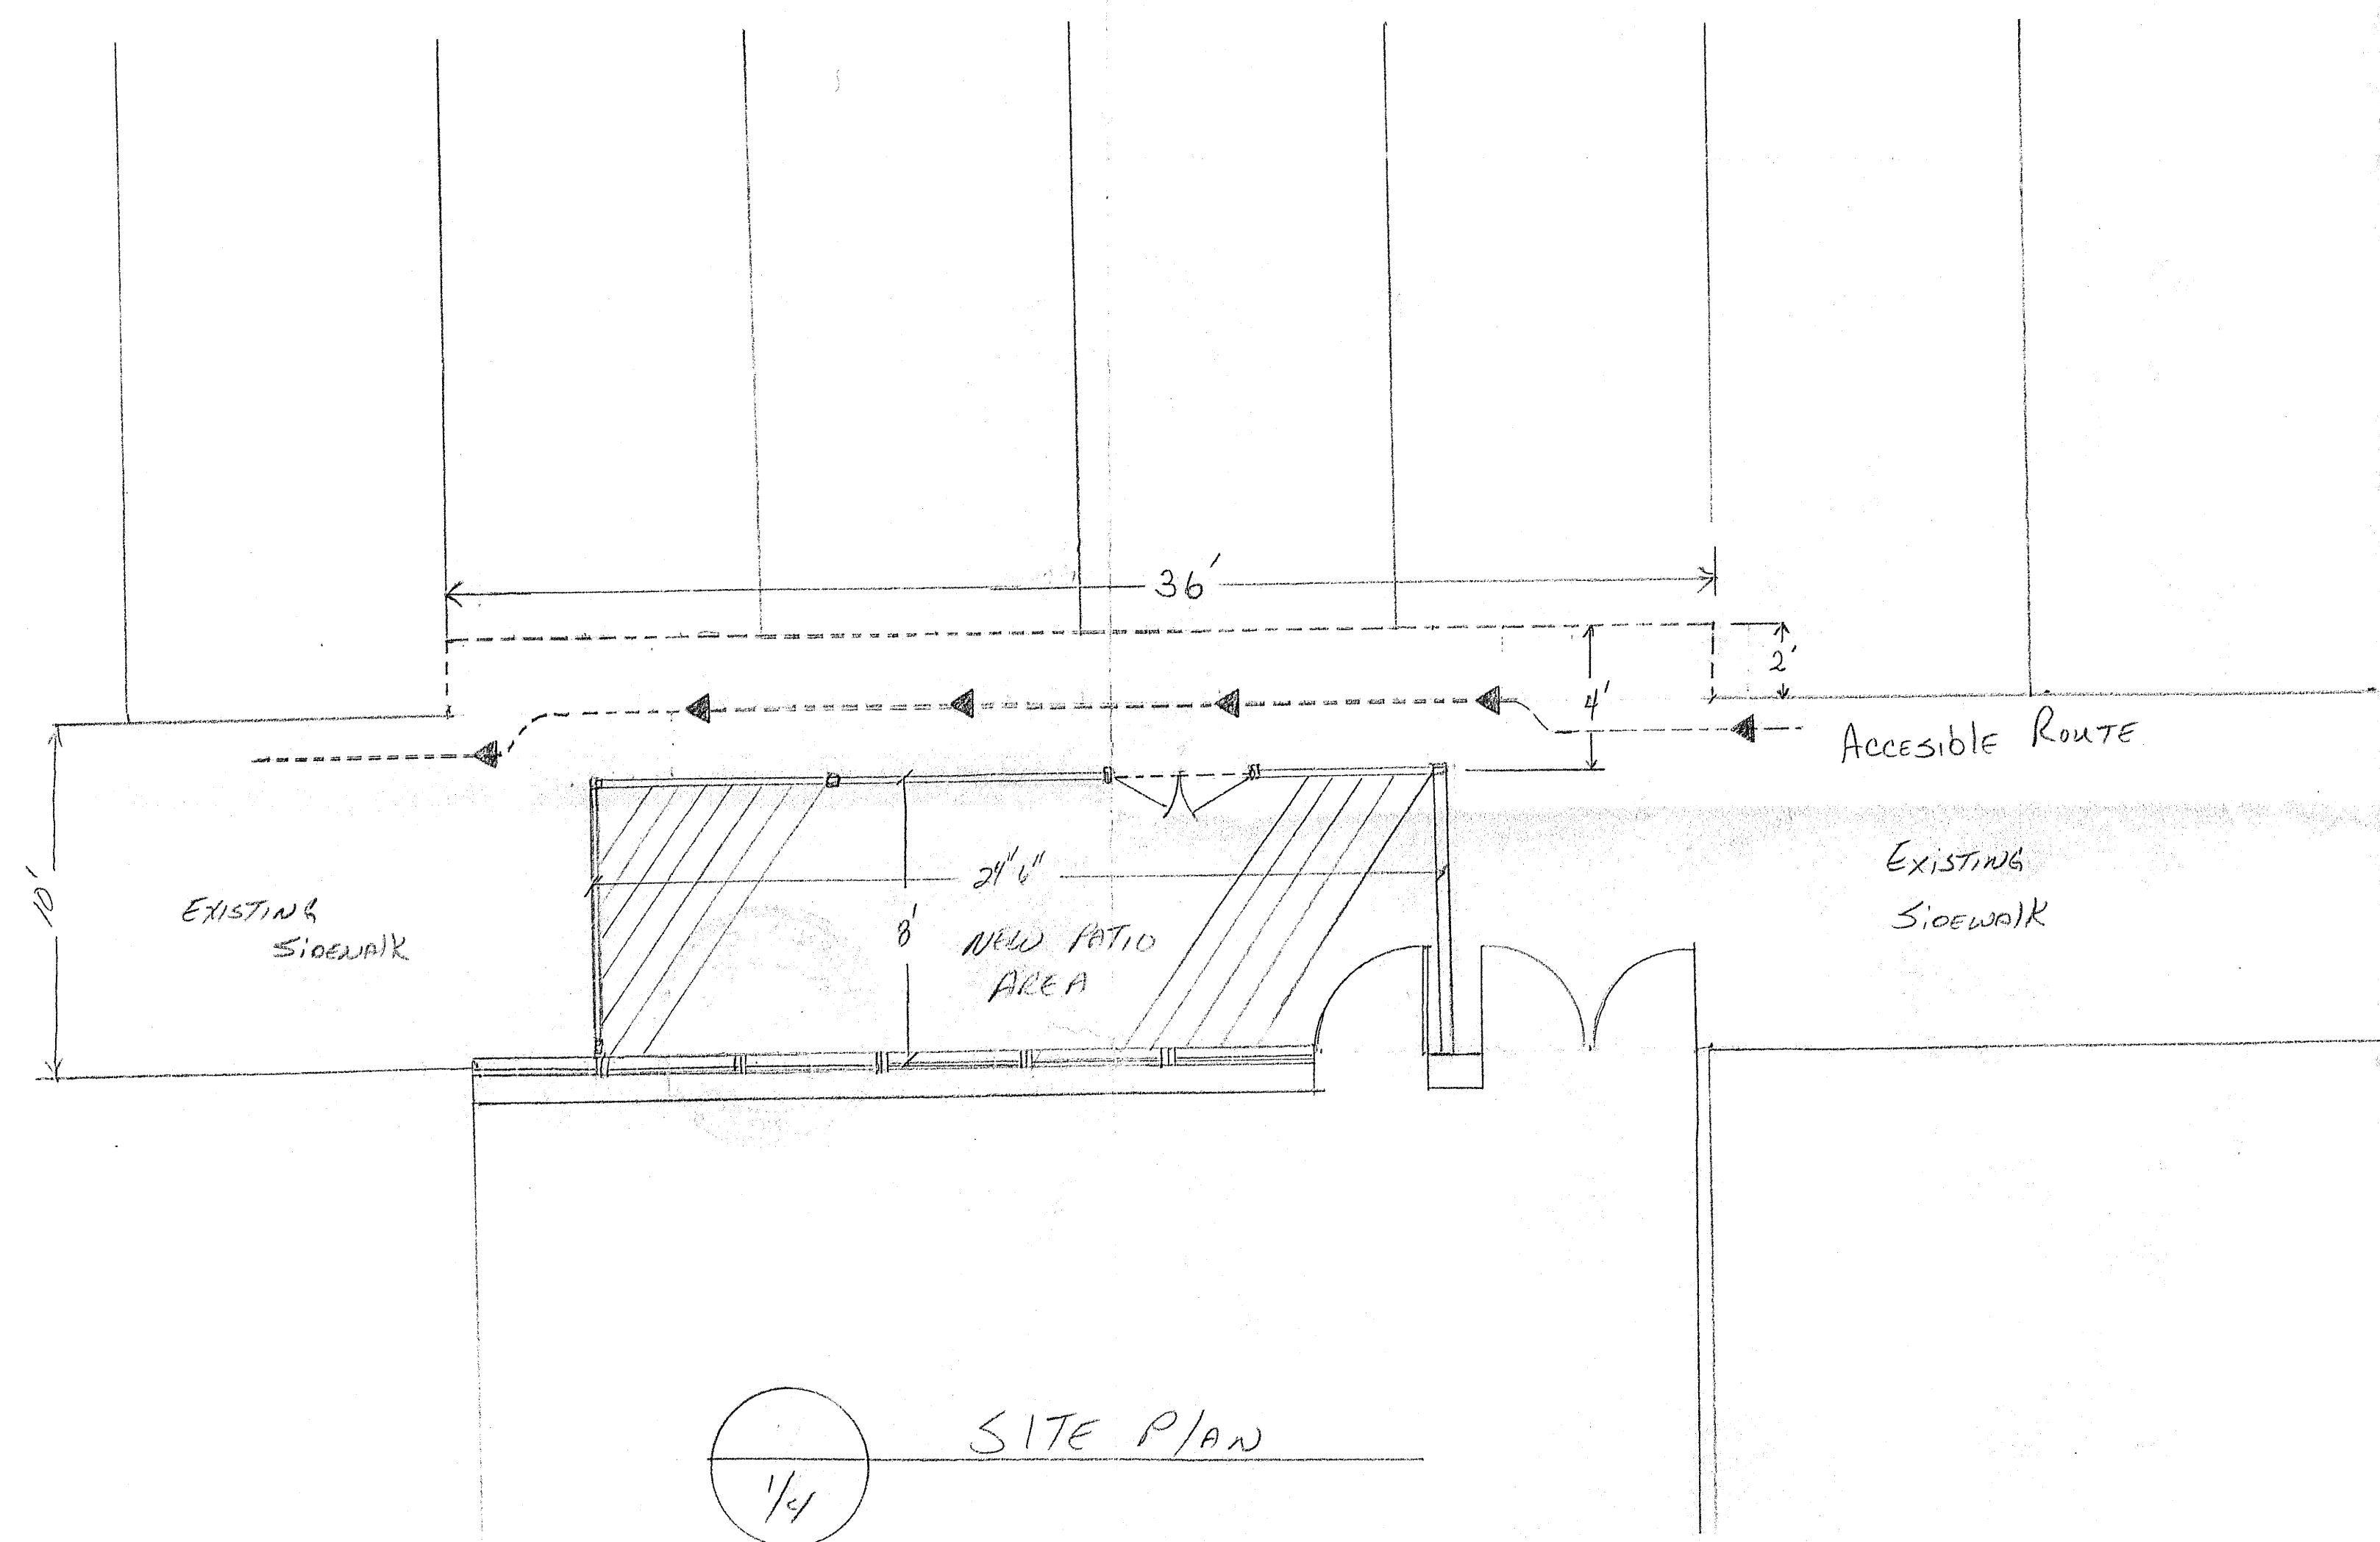 36'
2'
4'
ACCESIBLE ROUTE
10'
24"6"
8'
EXISTING
SIDEWALK
NEW PATIO
AREA
EXISTING
SIDEWALK
SITE PLAN
1/4